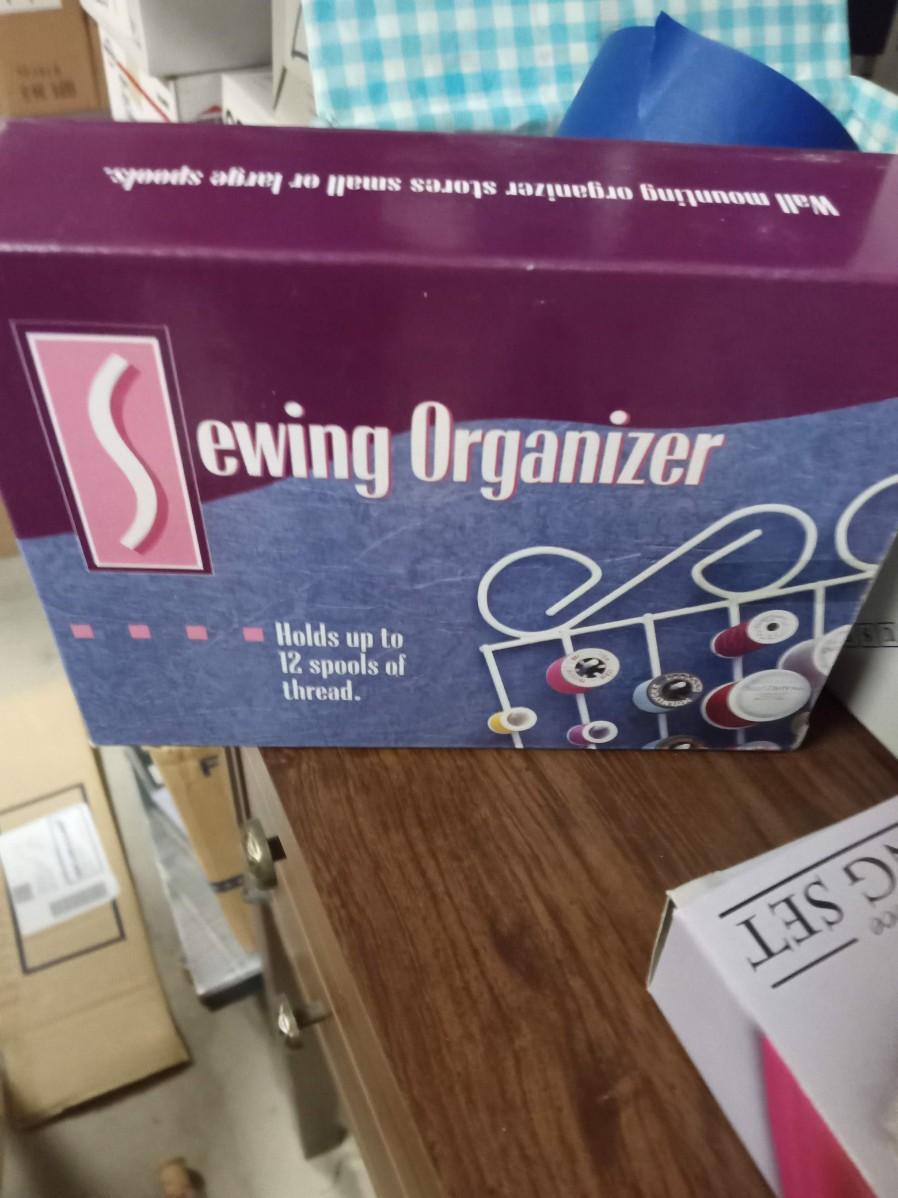 Wall mounting organizer stores small or large spools.
Sewing Organizer
Holds up to
12 spools of
thread.
NG SET